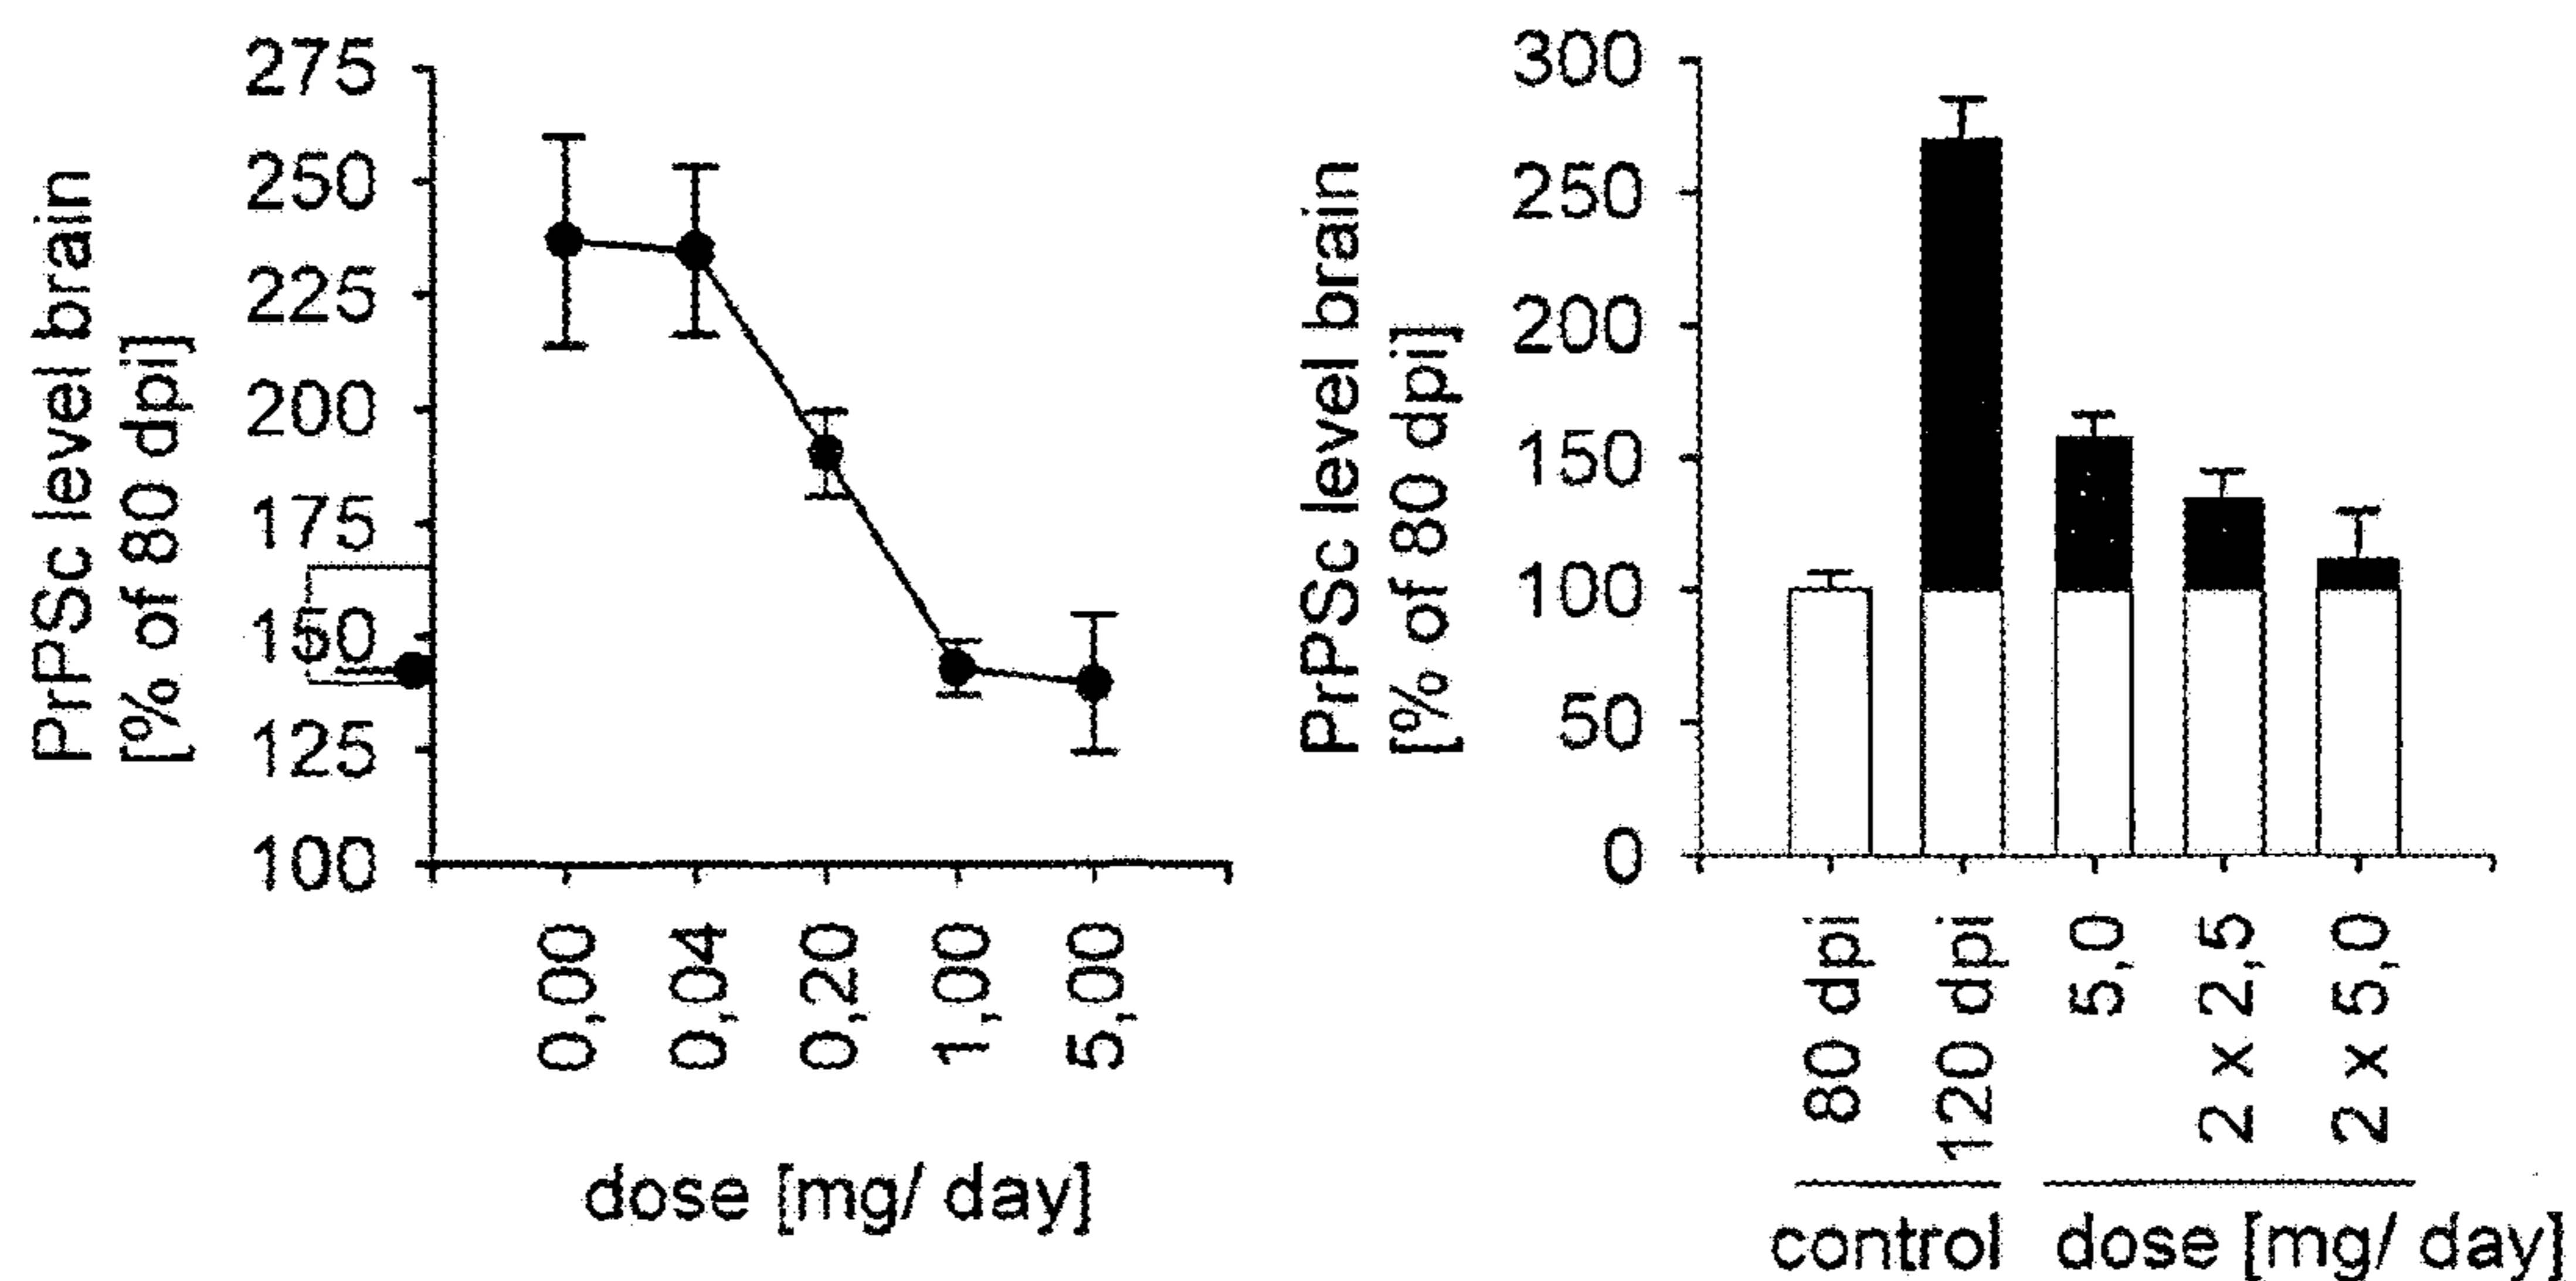 PrPSc level brain
[% of 80 dpi]
275
250
225
200
175
150
125
100
0,00
0,04
0,20
1,00
5,00
dose [mg/ day]
PrPSc level brain
[% of 80 dpi]
300
250
200
150
100
50
0
80 dpi
120 dpi
5,0
2 x 2,5
2 x 5,0
control
dose [mg/ day]